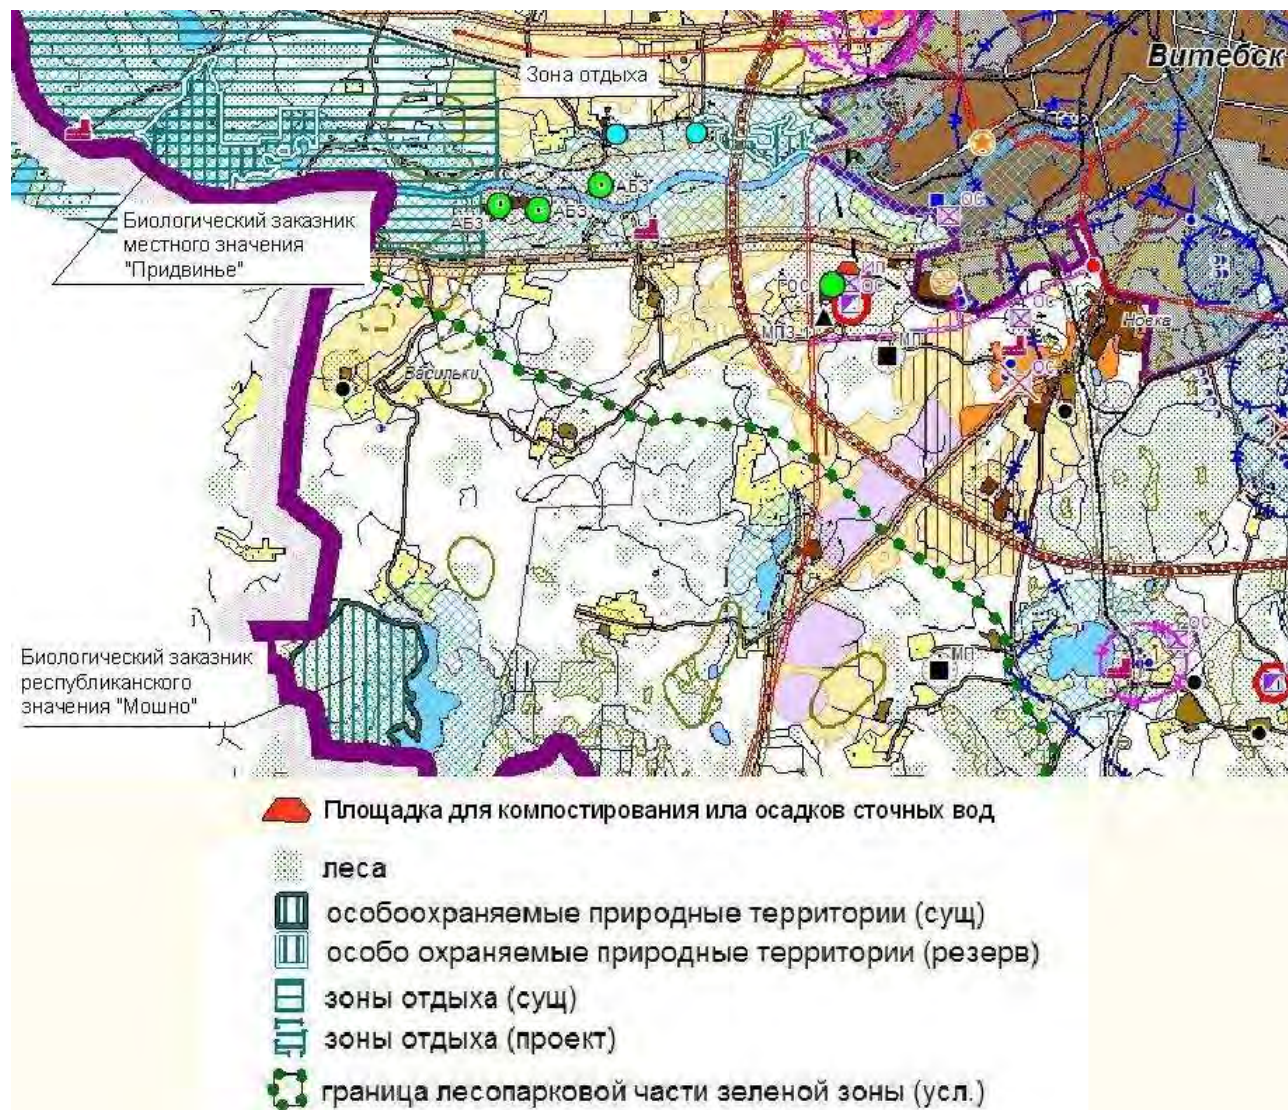 Витебск
Зона отдыха
АБЗ
АБЗ
АБЗ
ОС
Биологический заказник
местного значения
"Придвинье"
ИП
ГОС
ОС
ОС
МПЗ-1
МП
Новка
ОС
Васильки
Биологический заказник
республиканского
значения "Мошно"
МП
Площадка для компостирования ила осадков сточных вод
леса
особоохраняемые природные территории (сущ)
особо охраняемые природные территории (резерв)
зоны отдыха (сущ)
зоны отдыха (проект)
граница лесопарковой части зеленой зоны (усл.)